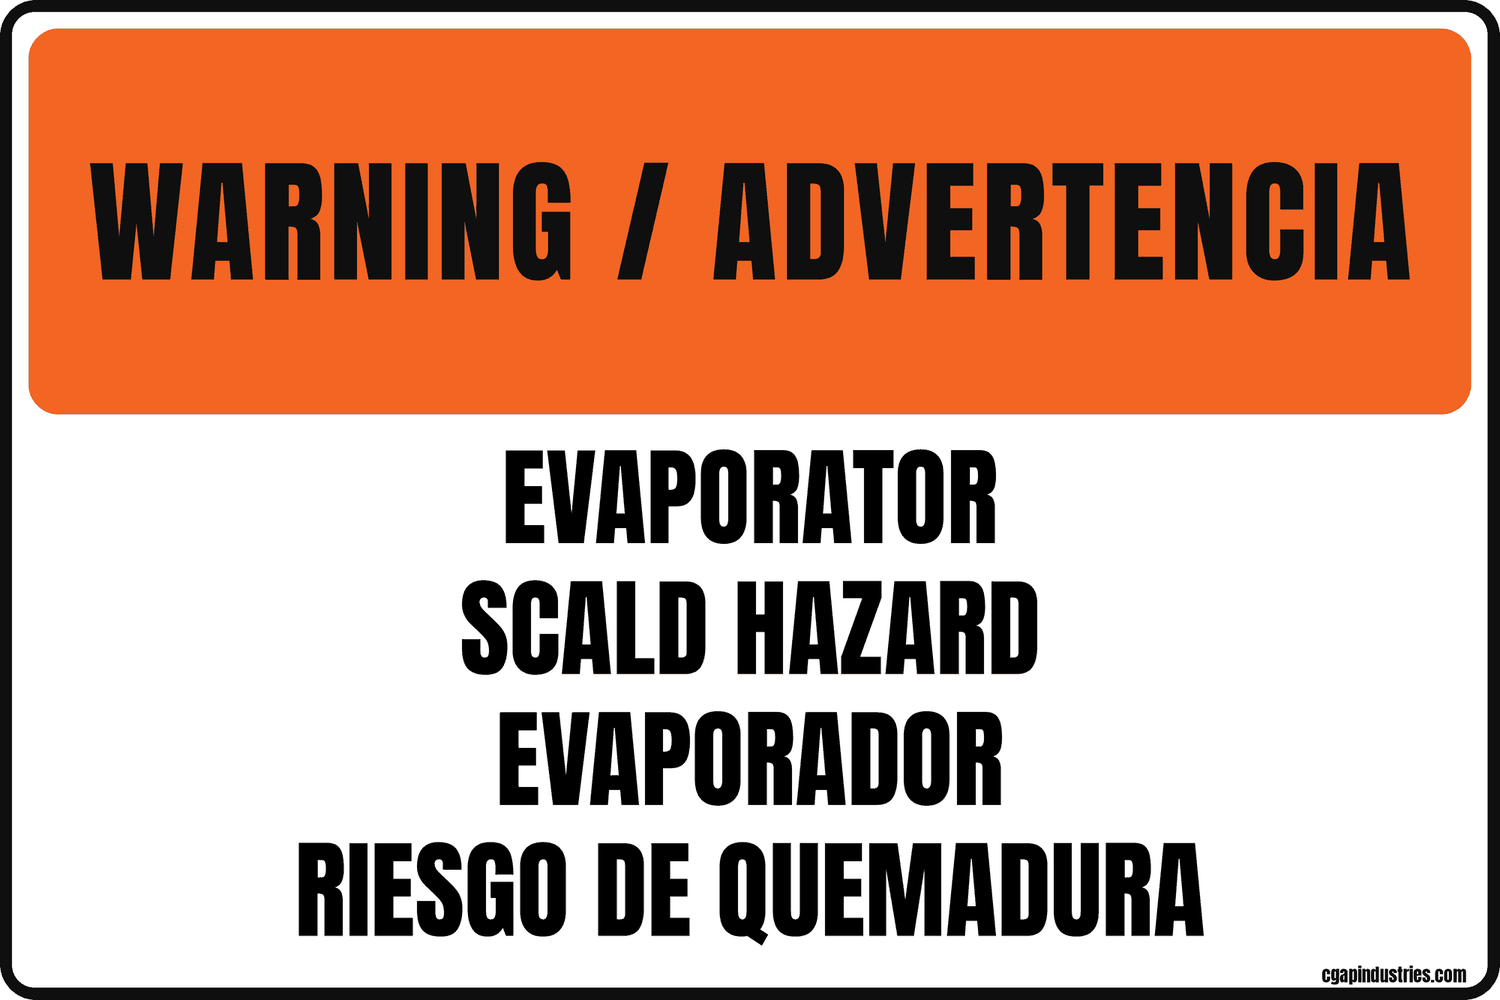 WARNING / ADVERTENCIA
EVAPORATOR
SCALD HAZARD
EVAPORADOR
RIESGO DE QUEMADURA
cgapindustries.com